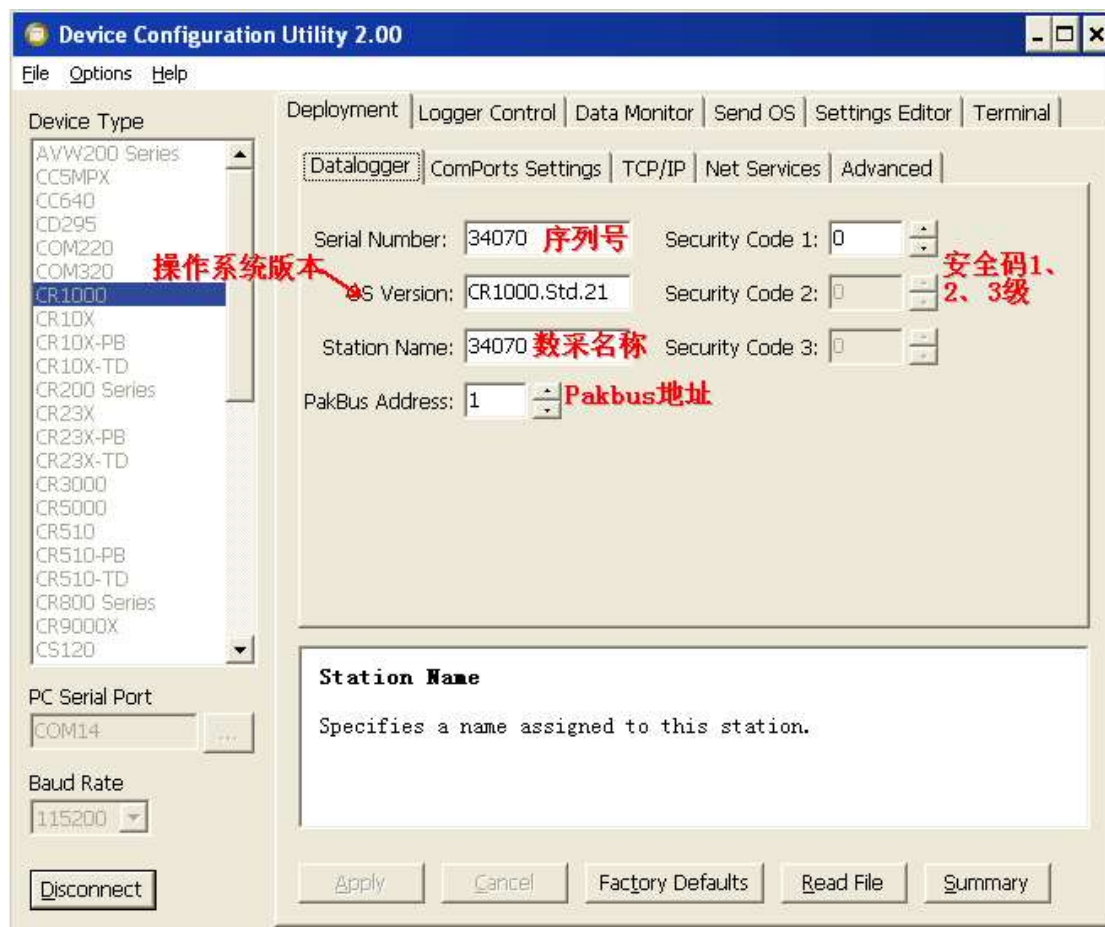 Device Configuration Utility 2.00
File Options Help
Device Type
AVW200 Series
CC5MPX
CC640
CD295
COM220
COM320
CR1000
CR10X
CR10X-PB
CR10X-TD
CR200 Series
CR23X
CR23X-PB
CR23X-TD
CR3000
CR5000
CR510
CR510-PB
CR510-TD
CR800 Series
CR9000X
CS120
PC Serial Port
COM14
...
Baud Rate
115200
Disconnect
Deployment Logger Control Data Monitor Send OS Settings Editor Terminal
Datalogger ComPorts Settings TCP/IP Net Services Advanced
Serial Number: 34070 序列号 Security Code 1: 0
操作系统版本
OS Version: CR1000.Std.21 Security Code 2: 0
安全码1、
2、3级
Station Name: 34070 数采名称 Security Code 3: 0
PakBus Address: 1 Pakbus地址
Station Name
Specifies a name assigned to this station.
Apply Cancel Factory Defaults Read File Summary